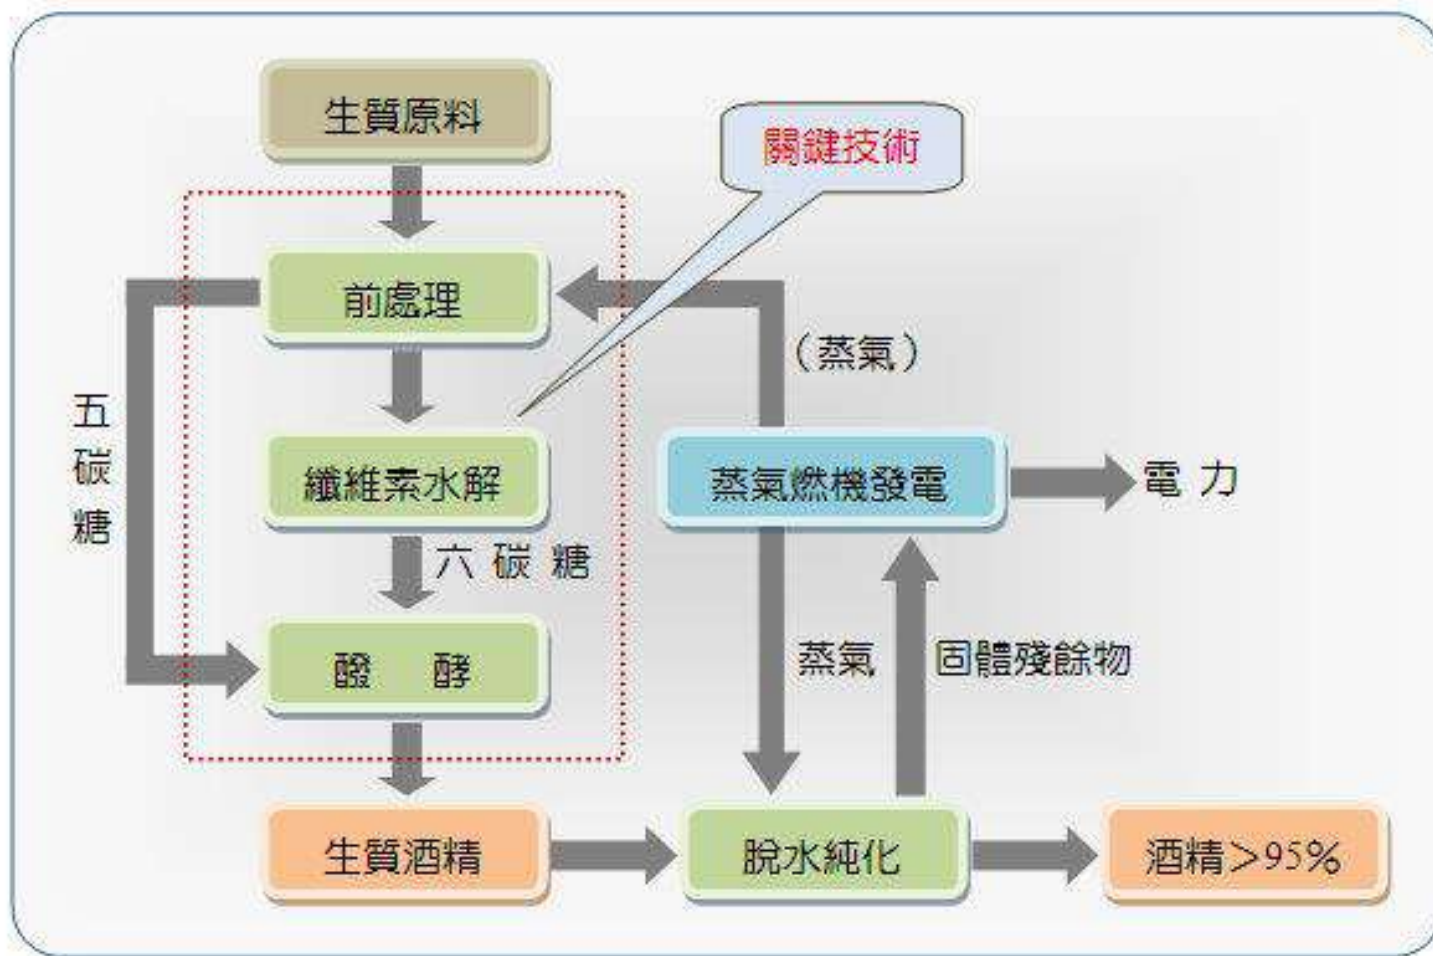 生質原料
關鍵技術
前處理
(蒸氣)
五碳糖
纖維素水解
蒸氣燃機發電
電力
六碳糖
醱酵
蒸氣
固體殘餘物
生質酒精
脫水純化
酒精>95%